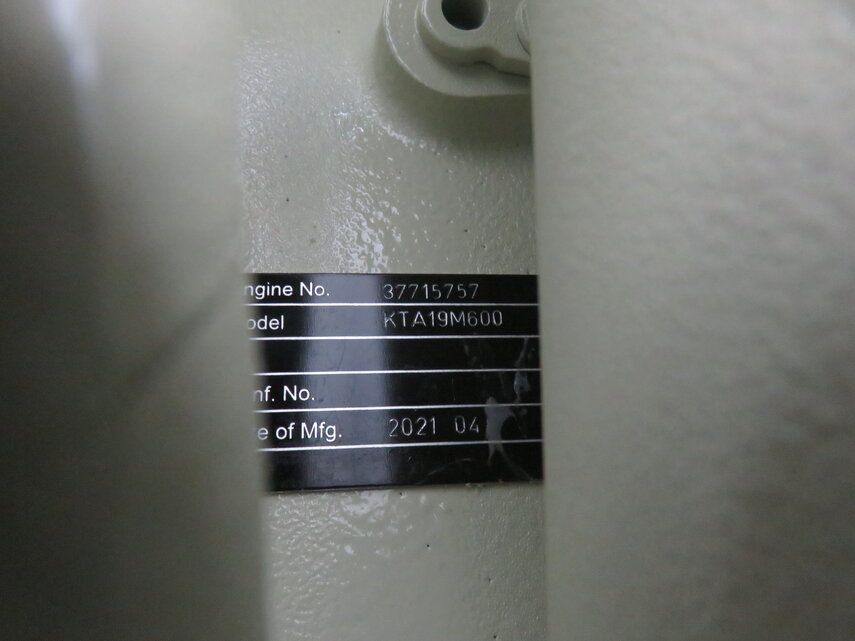 ngine No. 37715757
odel KTA19M600
nf. No.
e of Mfg. 2021 04